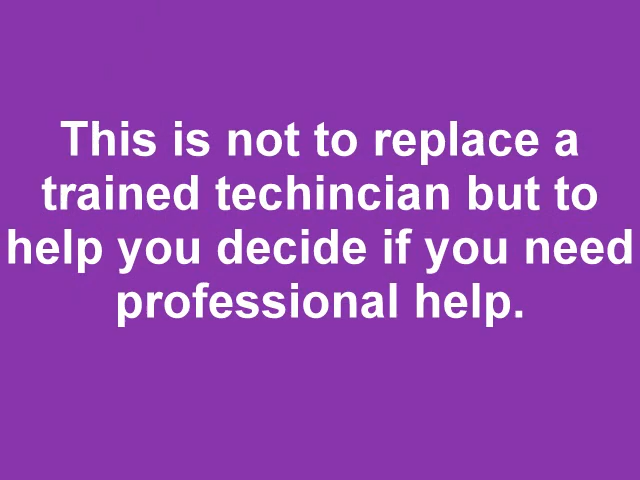 This is not to replace a
trained techincian but to
help you decide if you need
professional help.